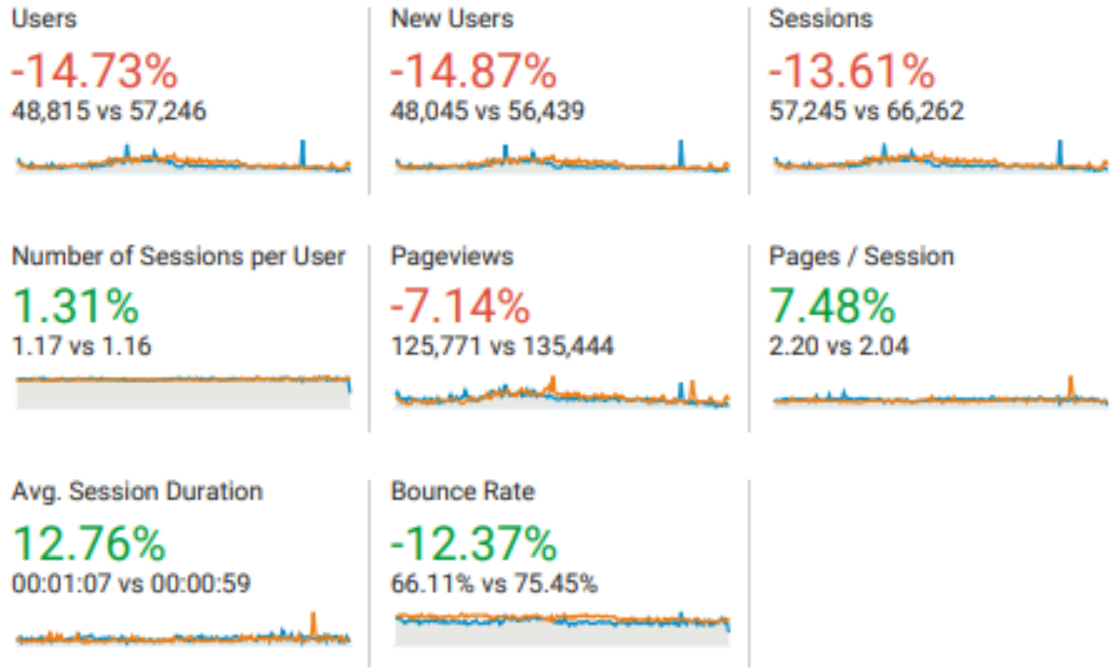 Users
-14.73%
48,815 vs 57,246
New Users
-14.87%
48,045 vs 56,439
Sessions
-13.61%
57,245 vs 66,262
Number of Sessions per User
1.31%
1.17 vs 1.16
Pageviews
-7.14%
125,771 vs 135,444
Pages / Session
7.48%
2.20 vs 2.04
Avg. Session Duration
12.76%
00:01:07 vs 00:00:59
Bounce Rate
-12.37%
66.11% vs 75.45%